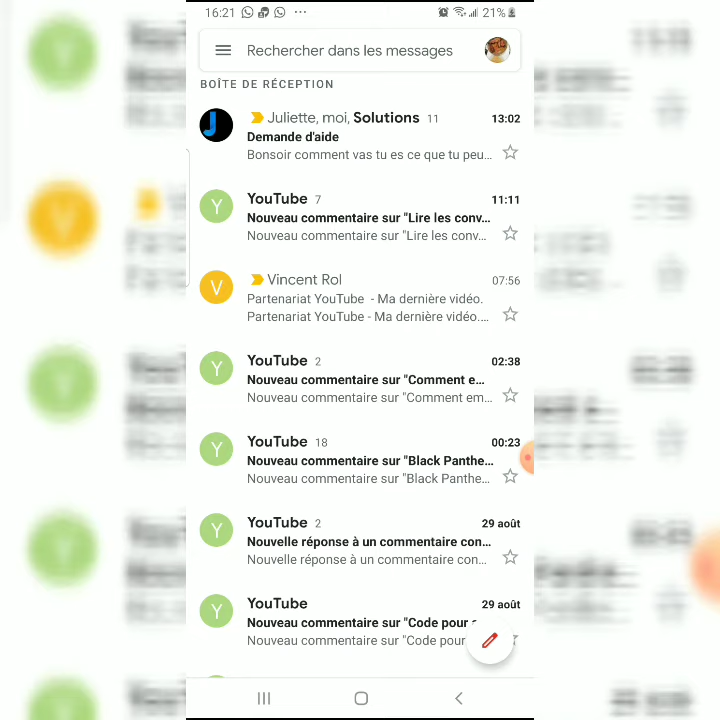 16:21 21%
Rechercher dans les messages
BOÎTE DE RÉCEPTION
J
Juliette, moi, Solutions 11 13:02
Demande d'aide
Bonsoir comment vas tu es ce que tu peu...
Y
YouTube 7 11:11
Nouveau commentaire sur "Lire les conv...
Nouveau commentaire sur "Lire les conv...
V
Vincent Rol 07:56
Partenariat YouTube - Ma dernière vidéo.
Partenariat YouTube - Ma dernière vidéo....
Y
YouTube 2 02:38
Nouveau commentaire sur "Comment e...
Nouveau commentaire sur "Comment em...
Y
YouTube 18 00:23
Nouveau commentaire sur "Black Panthe...
Nouveau commentaire sur "Black Panthe...
Y
YouTube 2 29 août
Nouvelle réponse à un commentaire con...
Nouvelle réponse à un commentaire con...
Y
YouTube 29 août
Nouveau commentaire sur "Code pour
Nouveau commentaire sur "Code pour